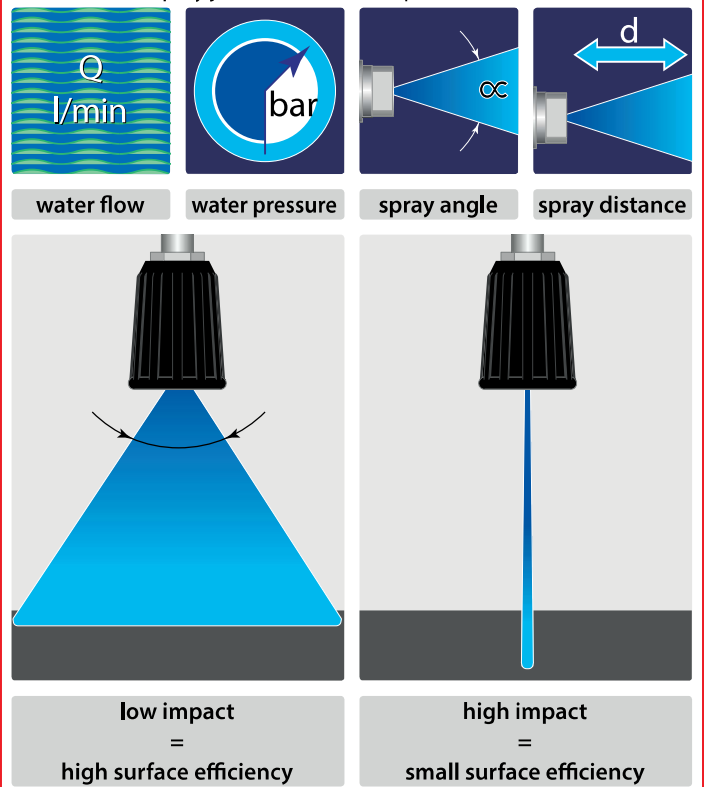 Q
l/min
bar
∝
d
water flow
water pressure
spray angle
spray distance
low impact
=
high surface efficiency
high impact
=
small surface efficiency